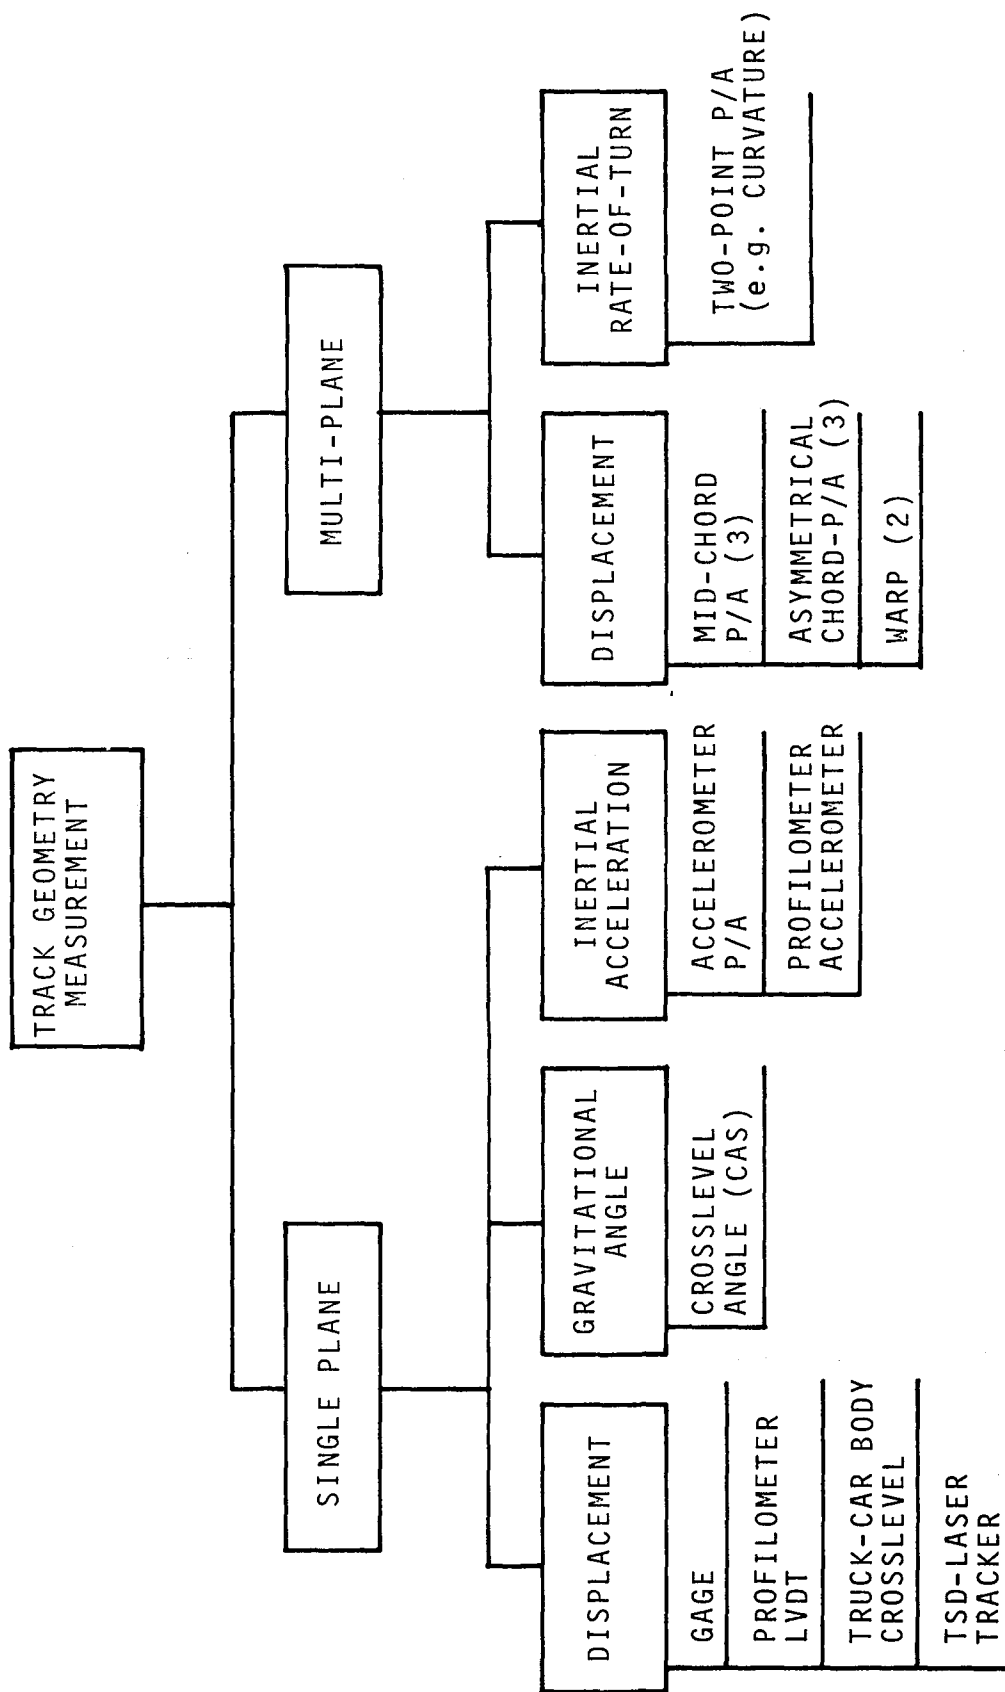 TRACK GEOMETRY
MEASUREMENT
SINGLE PLANE
MULTI-PLANE
DISPLACEMENT
GAGE
PROFILOMETER
LVDT
TRUCK-CAR BODY
CROSSLEVEL
TSD-LASER
TRACKER
GRAVITATIONAL
ANGLE
CROSSLEVEL
ANGLE (CAS)
INERTIAL
ACCELERATION
ACCELEROMETER
P/A
PROFILOMETER
ACCELEROMETER
DISPLACEMENT
MID-CHORD
P/A (3)
ASYMMETRICAL
CHORD-P/A (3)
WARP (2)
INERTIAL
RATE-OF-TURN
TWO-POINT P/A
(e.g. CURVATURE)